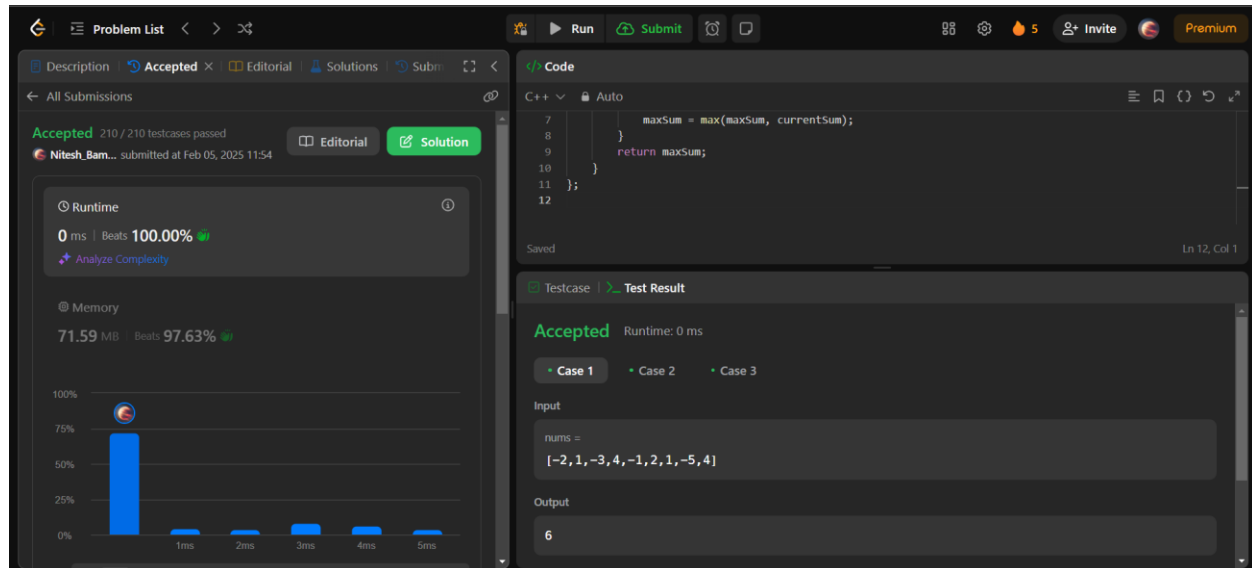 Problem List
Run
Submit
5
Invite
Premium
Description
Accepted
Editorial
Solutions
Subm
All Submissions
Accepted 210 / 210 testcases passed
Nitesh_Bam... submitted at Feb 05, 2025 11:54
Editorial
Solution
Runtime
0 ms Beats 100.00%
Analyze Complexity
Memory
71.59 MB Beats 97.63%
100%
75%
50%
25%
0%
1ms 2ms 3ms 4ms 5ms
</> Code
C++ Auto
7 maxSum = max(maxSum, currentSum);
8 }
9 return maxSum;
10 }
11 };
12
Saved
Ln 12, Col 1
Testcase
>_ Test Result
Accepted Runtime: 0 ms
• Case 1 • Case 2 • Case 3
Input
nums =
[-2,1,-3,4,-1,2,1,-5,4]
Output
6